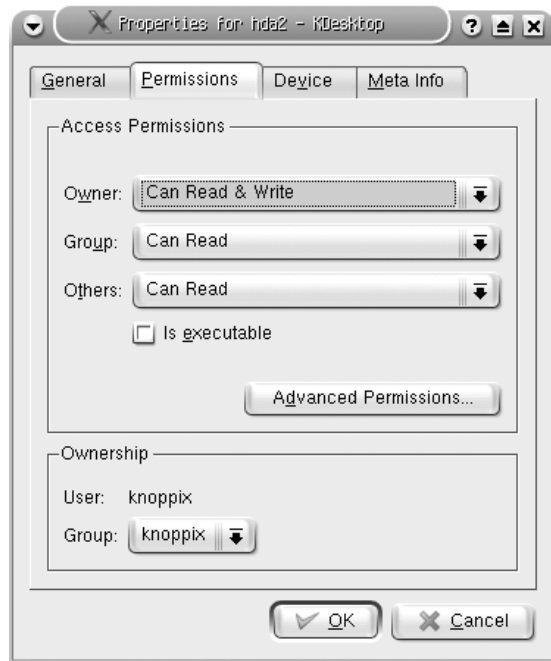 Properties for hda2 – KDesktop
General Permissions Device Meta Info
Access Permissions
Owner: Can Read & Write
Group: Can Read
Others: Can Read
Is executable
Advanced Permissions...
Ownership
User: knoppix
Group: knoppix
OK Cancel